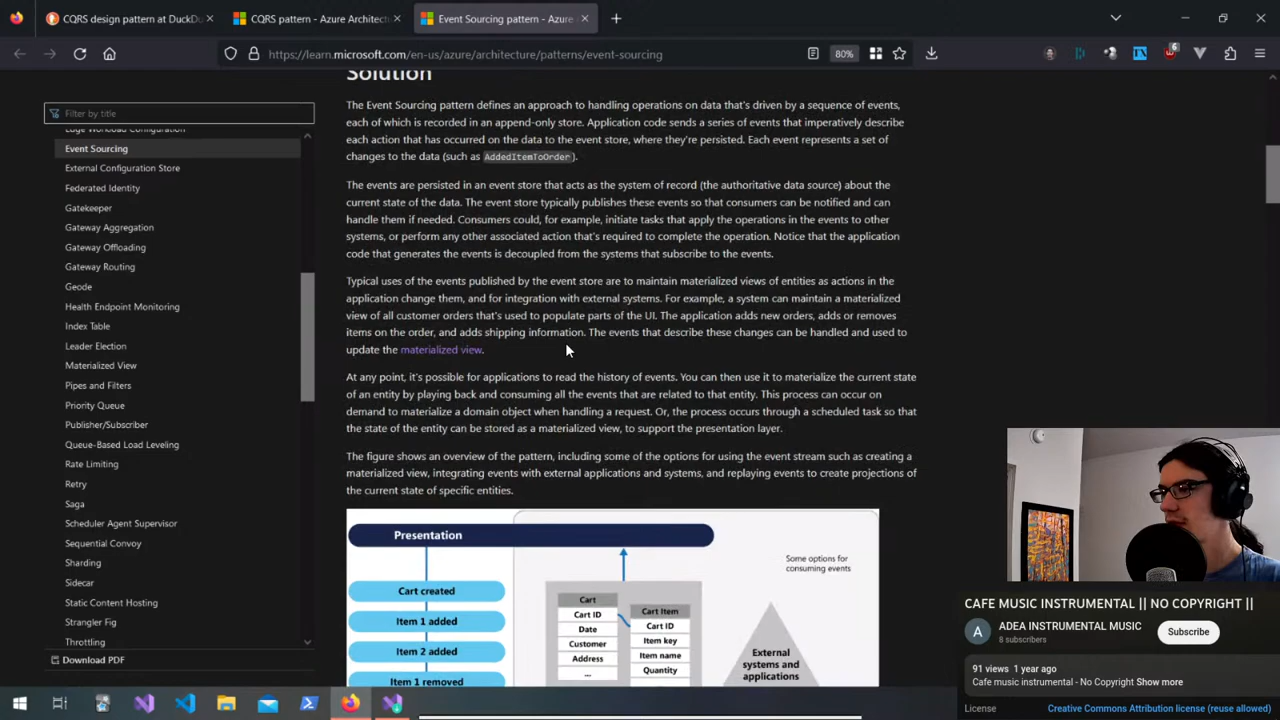 CQRS design pattern at DuckDu
CQRS pattern - Azure Architect
Event Sourcing pattern - Azure
https://learn.microsoft.com/en-us/azure/architecture/patterns/event-sourcing
80%
6
Filter by title
Edge Workload Configuration
Event Sourcing
External Configuration Store
Federated Identity
Gatekeeper
Gateway Aggregation
Gateway Offloading
Gateway Routing
Geode
Health Endpoint Monitoring
Index Table
Leader Election
Materialized View
Pipes and Filters
Priority Queue
Publisher/Subscriber
Queue-Based Load Leveling
Rate Limiting
Retry
Saga
Scheduler Agent Supervisor
Sequential Convoy
Sharding
Sidecar
Static Content Hosting
Strangler Fig
Throttling
Download PDF
Solution
The Event Sourcing pattern defines an approach to handling operations on data that's driven by a sequence of events,
each of which is recorded in an append-only store. Application code sends a series of events that imperatively describe
each action that has occurred on the data to the event store, where they're persisted. Each event represents a set of
changes to the data (such as AddedItemToOrder).
The events are persisted in an event store that acts as the system of record (the authoritative data source) about the
current state of the data. The event store typically publishes these events so that consumers can be notified and can
handle them if needed. Consumers could, for example, initiate tasks that apply the operations in the events to other
systems, or perform any other associated action that's required to complete the operation. Notice that the application
code that generates the events is decoupled from the systems that subscribe to the events.
Typical uses of the events published by the event store are to maintain materialized views of entities as actions in the
application change them, and for integration with external systems. For example, a system can maintain a materialized
view of all customer orders that's used to populate parts of the UI. The application adds new orders, adds or removes
items on the order, and adds shipping information. The events that describe these changes can be handled and used to
update the materialized view.
At any point, it's possible for applications to read the history of events. You can then use it to materialize the current state
of an entity by playing back and consuming all the events that are related to that entity. This process can occur on
demand to materialize a domain object when handling a request. Or, the process occurs through a scheduled task so that
the state of the entity can be stored as a materialized view, to support the presentation layer.
The figure shows an overview of the pattern, including some of the options for using the event stream such as creating a
materialized view, integrating events with external applications and systems, and replaying events to create projections of
the current state of specific entities.
Presentation
Cart created
Item 1 added
Item 2 added
Item 1 removed
Cart
Cart ID
Date
Customer
Address
...
Cart Item
Cart ID
Item key
Item name
Quantity
Some options for
consuming events
External
systems and
applications
CAFE MUSIC INSTRUMENTAL || NO COPYRIGHT ||
A
ADEA INSTRUMENTAL MUSIC
8 subscribers
Subscribe
91 views 1 year ago
Cafe music instrumental - No Copyright Show more
License
Creative Commons Attribution license (reuse allowed)